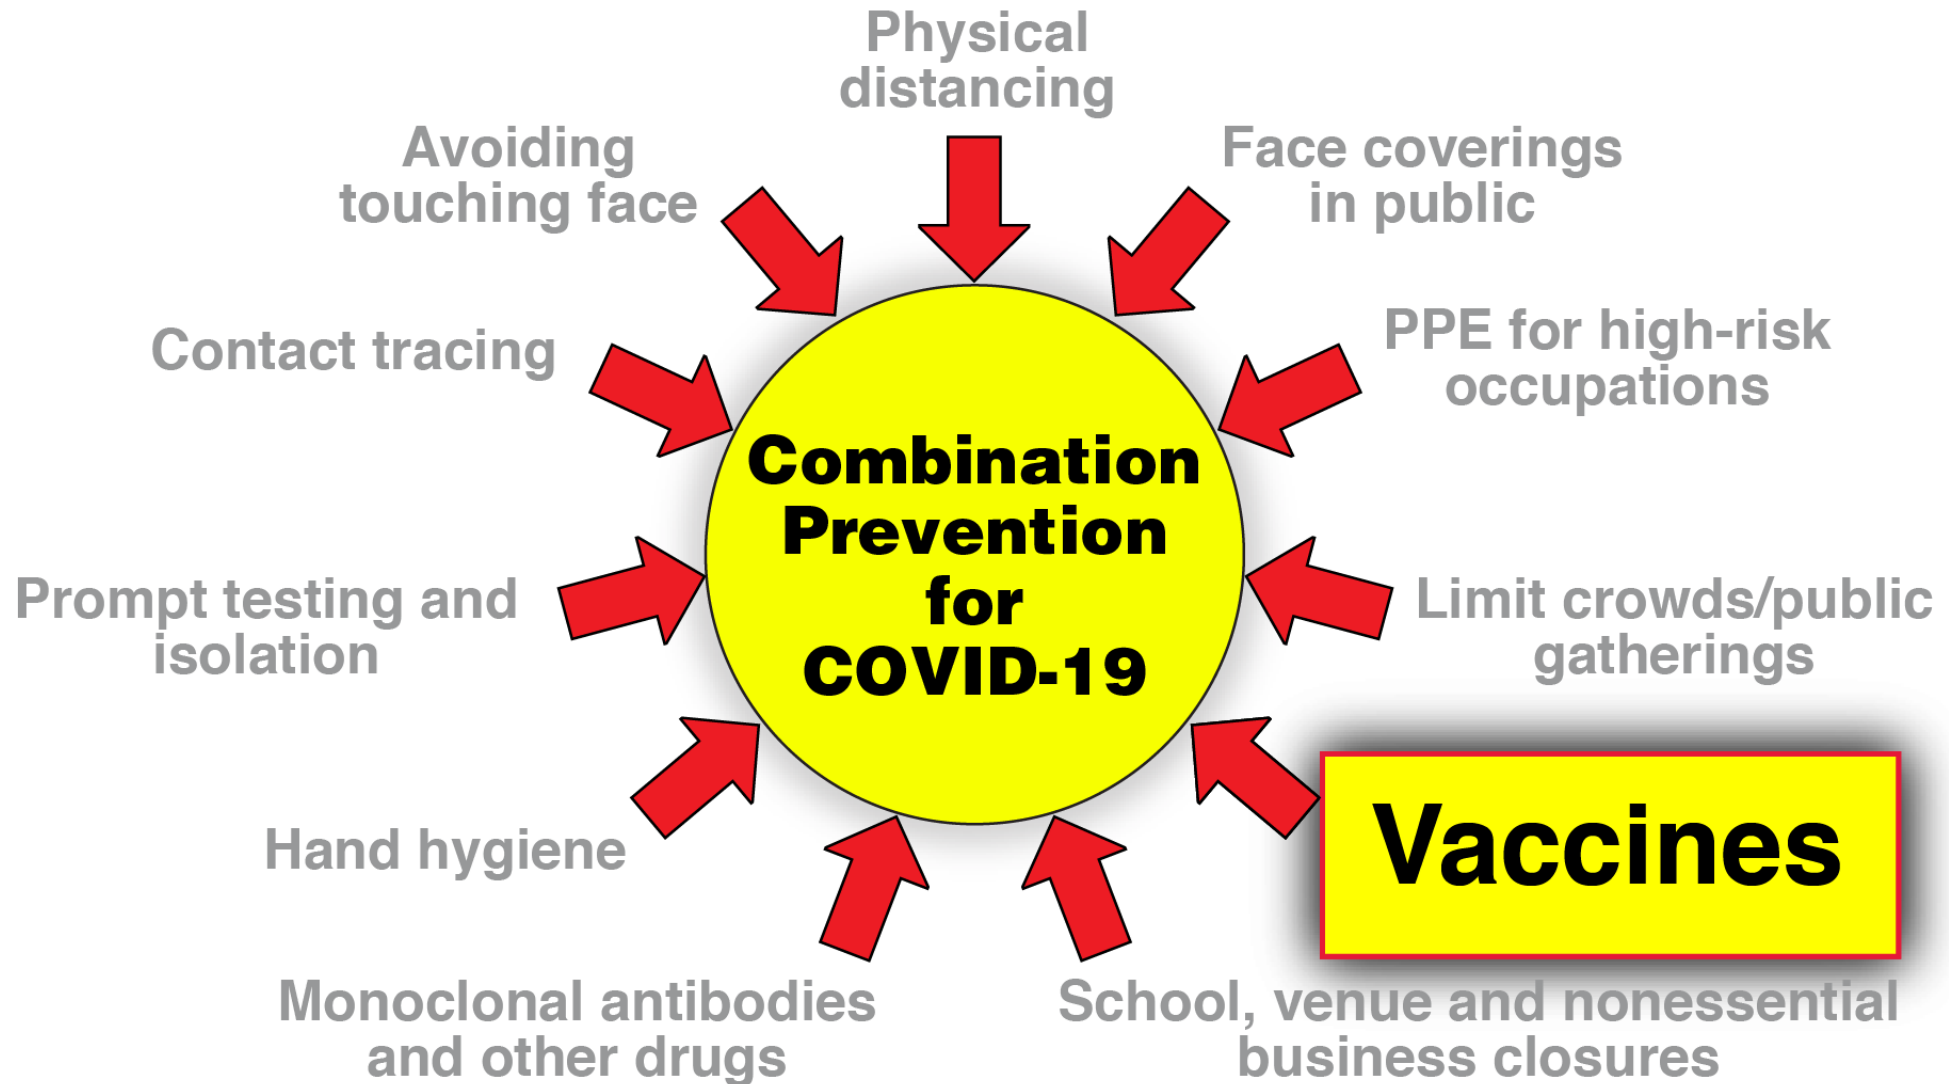 Physical
distancing
Avoiding
touching face
Face coverings
in public
Contact tracing
PPE for high-risk
occupations
Combination
Prevention
for
COVID-19
Prompt testing and
isolation
Limit crowds/public
gatherings
Hand hygiene
Vaccines
Monoclonal antibodies
and other drugs
School, venue and nonessential
business closures